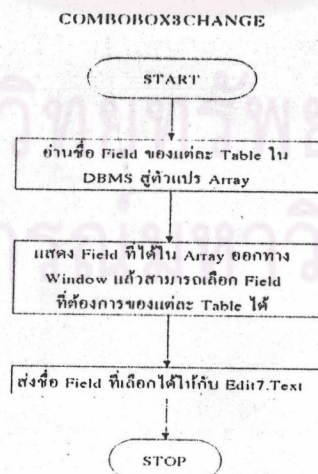 COMBOBOX3CHANGE
START
อ่านชื่อ Field ของแต่ละ Table ใน
DBMS สู่ตัวแปร Array
แสดง Field ที่ได้ใน Array ออกทาง
Window แล้วสามารถเลือก Field
ที่ต้องการของแต่ละ Table ได้
ส่งชื่อ Field ที่เลือกได้ให้กับ Edit7.Text
STOP